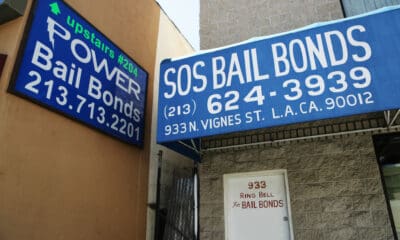 upstairs #204
POWER
Bail Bonds
213.713.2201
SOS BAIL BONDS
(213) 624-3939
933 N. VIGNES ST. L.A. CA. 90012
933
RING BELL
For BAIL BONDS